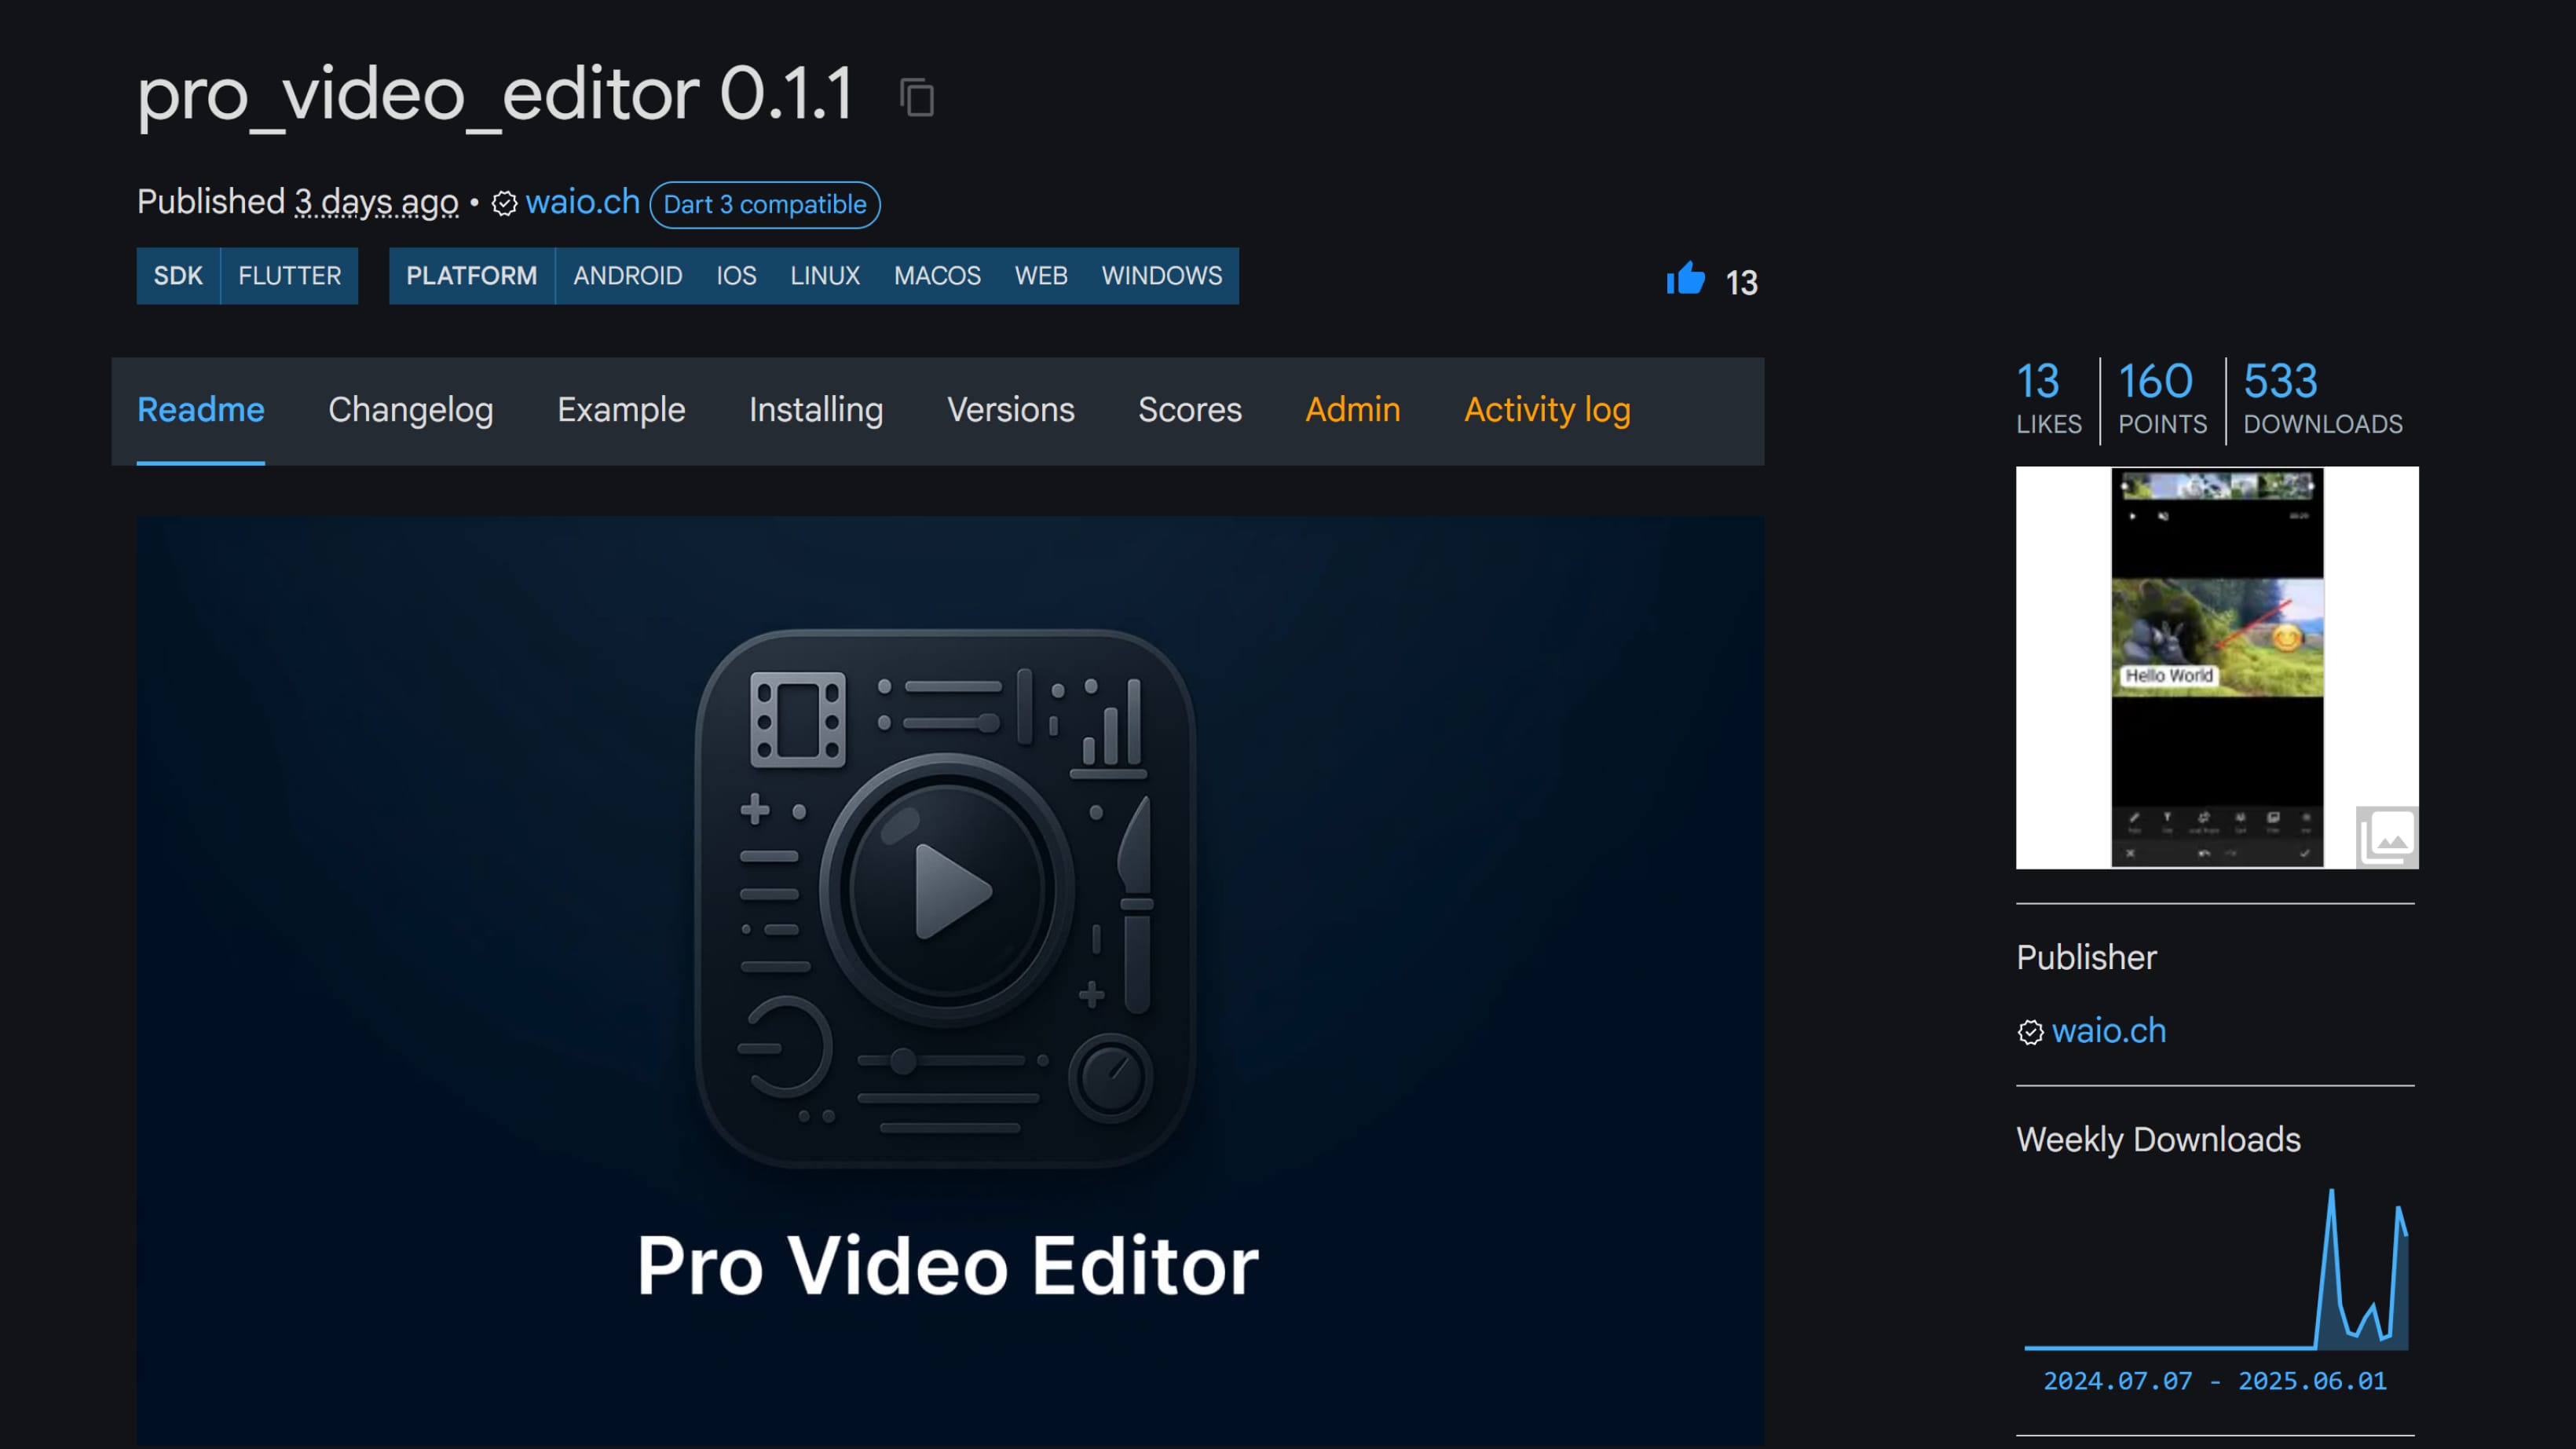 pro_video_editor 0.1.1
Published 3 days ago • waio.ch Dart 3 compatible
SDK FLUTTER PLATFORM ANDROID IOS LINUX MACOS WEB WINDOWS
13
Readme Changelog Example Installing Versions Scores Admin Activity log
13 LIKES
160 POINTS
533 DOWNLOADS
Hello World
Pro Video Editor
Publisher
waio.ch
Weekly Downloads
2024.07.07 - 2025.06.01